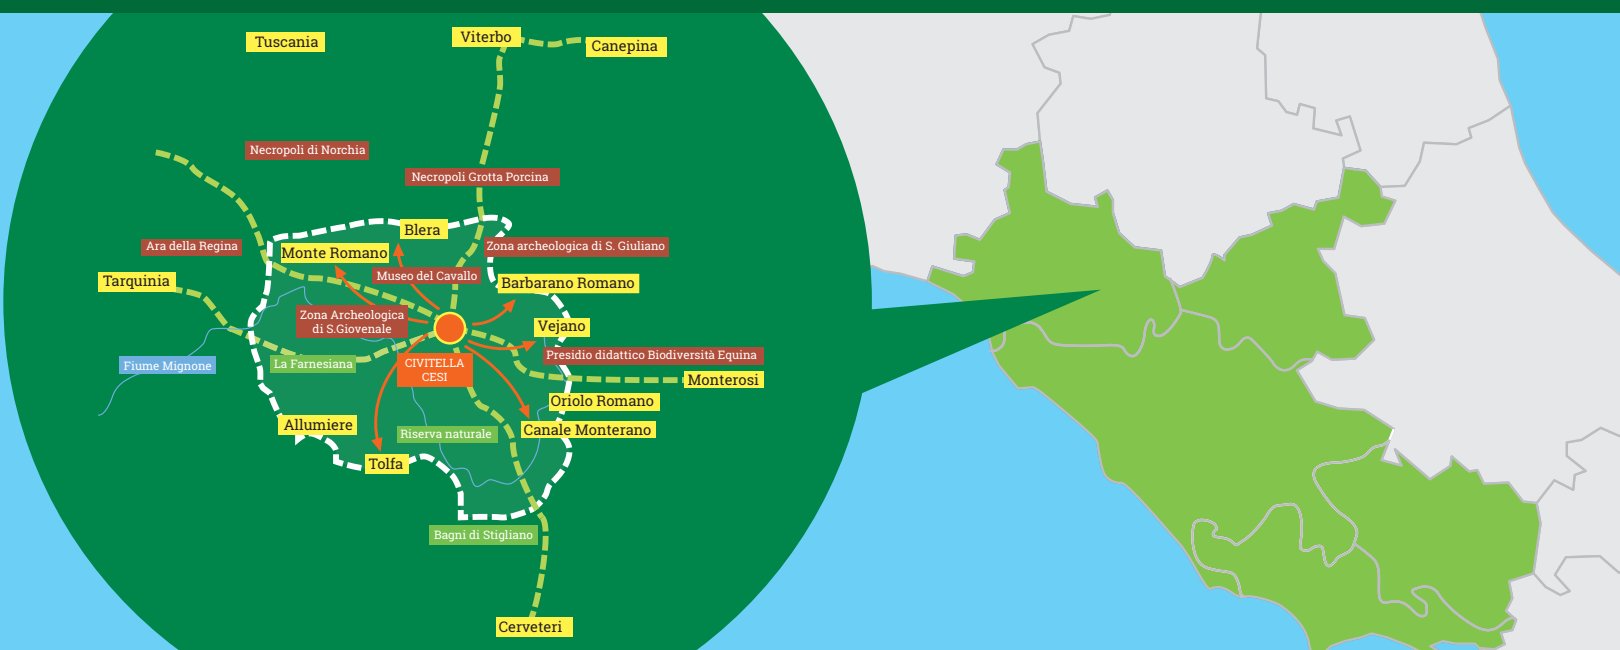 Tuscania
Viterbo
Canepina
Necropoli di Norchia
Necropoli Grotta Porcina
Blera
Ara della Regina
Monte Romano
Zona archeologica di S. Giuliano
Museo del Cavallo
Tarquinia
Barbarano Romano
Zona Archeologica
di S.Giovenale
Vejano
Presidio didattico Biodiversità Equina
Fiume Mignone
La Farnesiana
CIVITELLA
CESI
Monterosi
Oriolo Romano
Allumiere
Riserva naturale
Canale Monterano
Tolfa
Bagni di Stigliano
Cerveteri